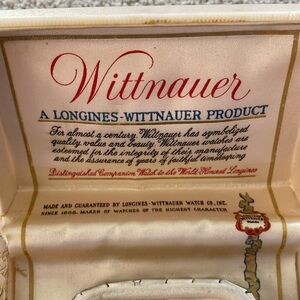 Wittnauer
A LONGINES-WITTNAUER PRODUCT
For almost a century, Wittnauer has symbolized
quality, value and beauty. Wittnauer watches are
esteemed for the integrity of their manufacture
and the assurance of years of faithful timekeeping
Distinguished Companion Watch to the World-Honored Longines
MADE AND GUARANTEED BY LONGINES-WITTNAUER WATCH CO., INC.
SINCE 1866, MAKER OF WATCHES OF THE HIGHEST CHARACTER
WITTNAUER